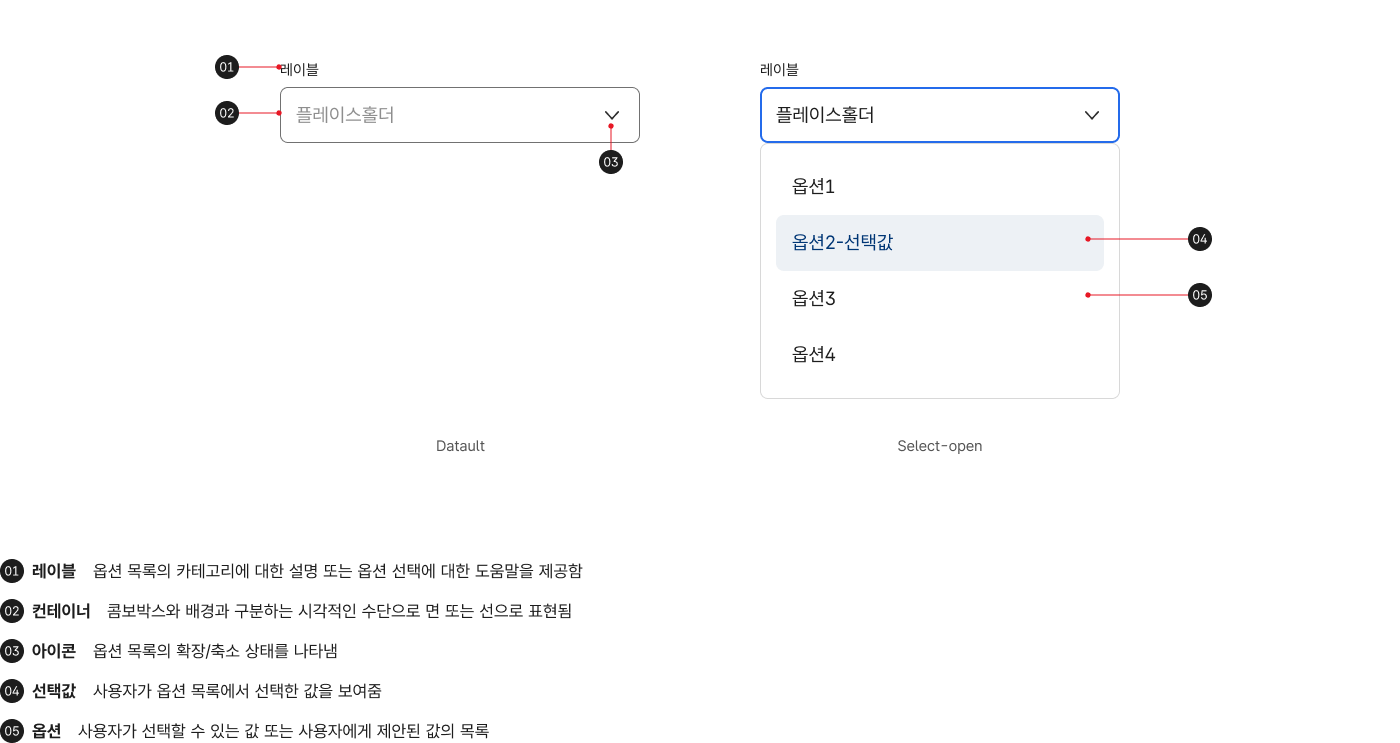 01 레이블
레이블
02 플레이스홀더
플레이스홀더
03
옵션1
옵션2-선택값 04
옵션3 05
옵션4
Datault
Select-open
01 레이블 옵션 목록의 카테고리에 대한 설명 또는 옵션 선택에 대한 도움말을 제공함
02 컨테이너 콤보박스와 배경과 구분하는 시각적인 수단으로 면 또는 선으로 표현됨
03 아이콘 옵션 목록의 확장/축소 상태를 나타냄
04 선택값 사용자가 옵션 목록에서 선택한 값을 보여줌
05 옵션 사용자가 선택할 수 있는 값 또는 사용자에게 제안된 값의 목록